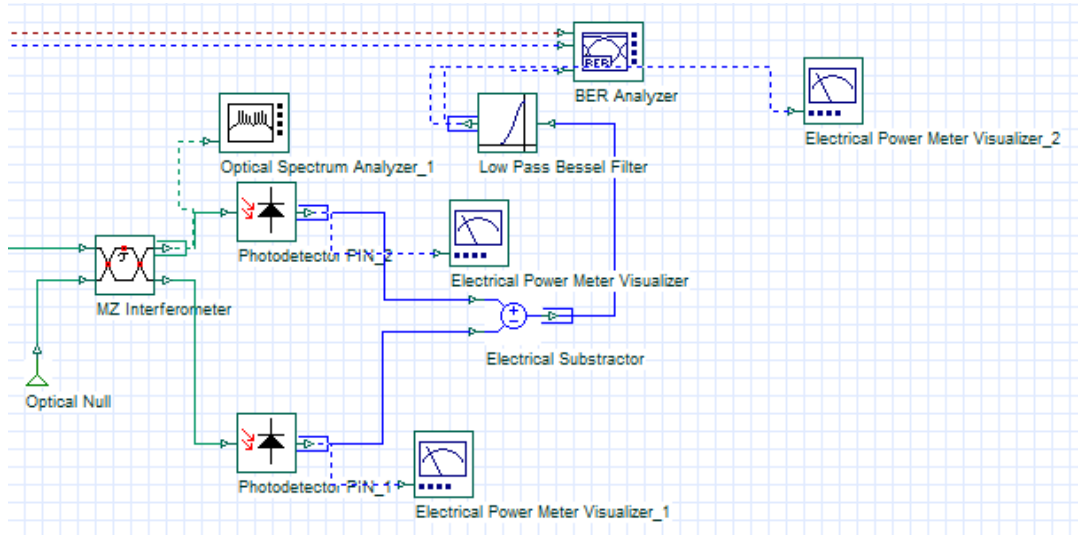 BER
BER Analyzer
Electrical Power Meter Visualizer_2
Optical Spectrum Analyzer_1
Low Pass Bessel Filter
Photodetector PIN_2
Electrical Power Meter Visualizer
MZ Interferometer
Electrical Substractor
Optical Null
Photodetector PIN_1
Electrical Power Meter Visualizer_1